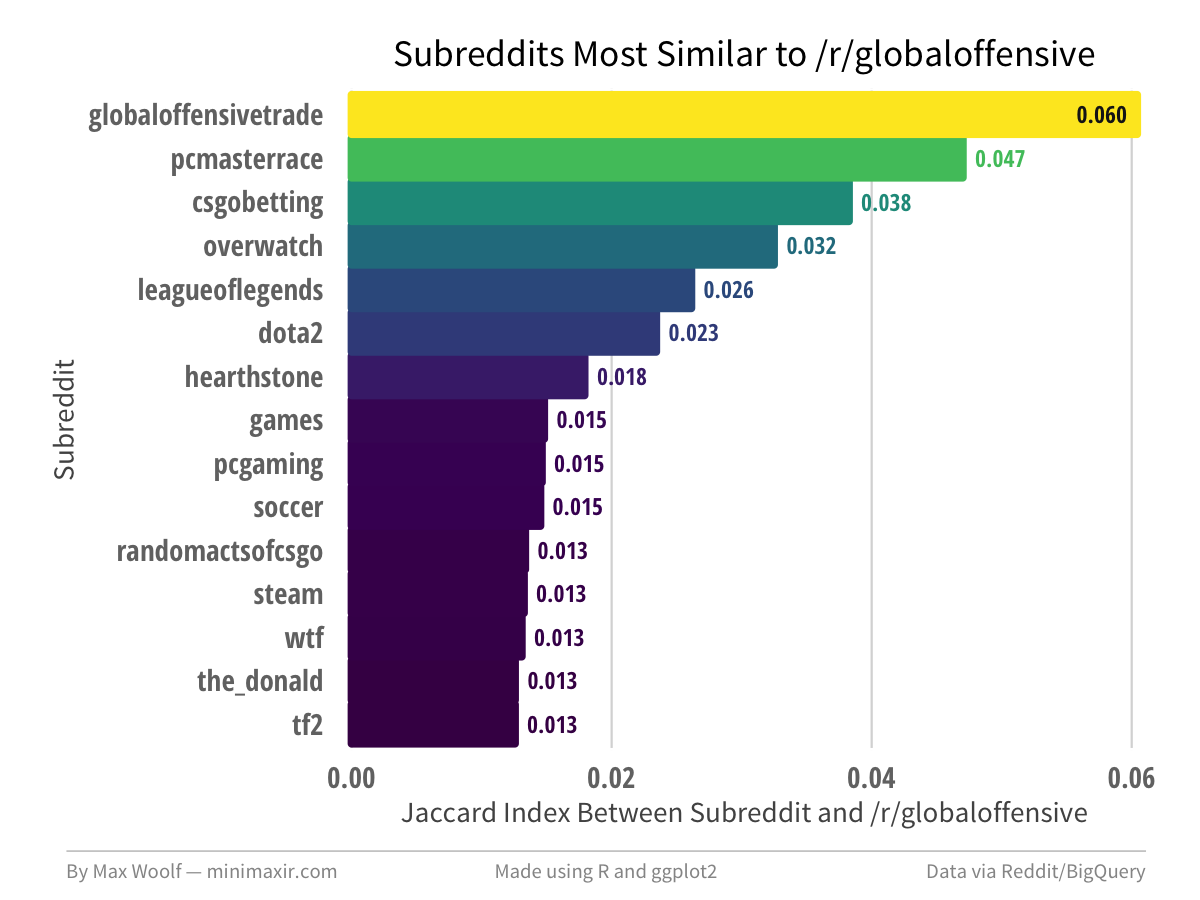 Subreddits Most Similar to /r/globaloffensive
globaloffensivetrade 0.060
pcmasterrace 0.047
csgobetting 0.038
overwatch 0.032
leagueoflegends 0.026
dota2 0.023
hearthstone 0.018
games 0.015
pcgaming 0.015
soccer 0.015
randomactsofcsgo 0.013
steam 0.013
wtf 0.013
the_donald 0.013
tf2 0.013
Subreddit
0.00 0.02 0.04 0.06
Jaccard Index Between Subreddit and /r/globaloffensive
By Max Woolf — minimaxir.com Made using R and ggplot2 Data via Reddit/BigQuery